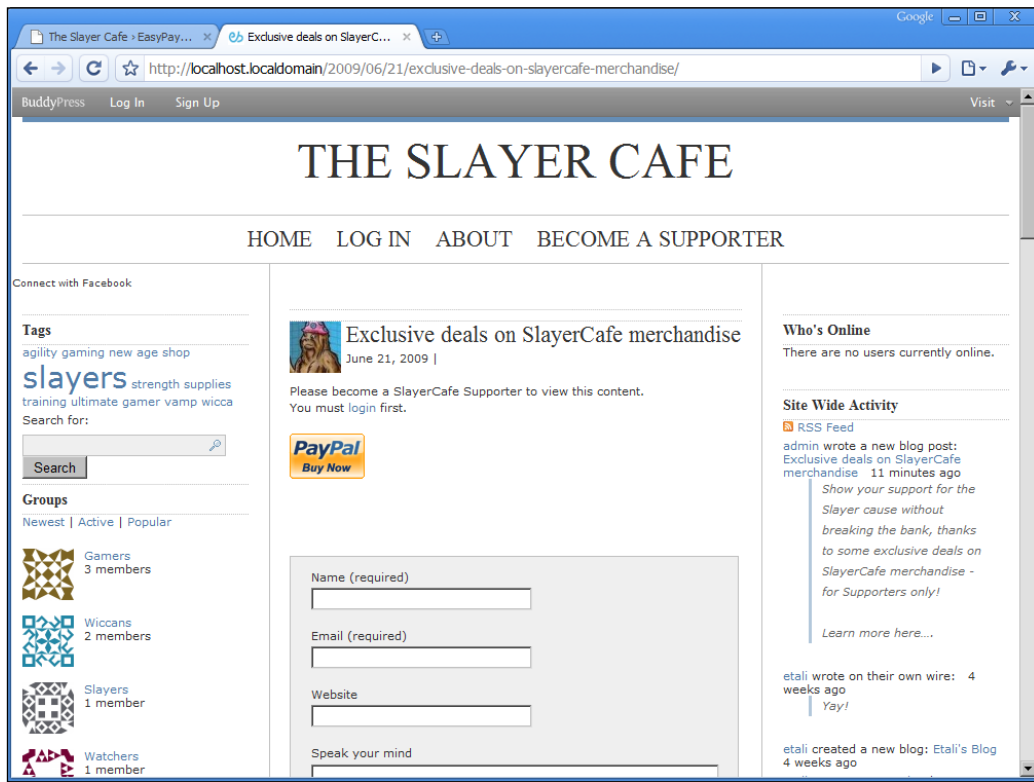 Google
The Slayer Cafe › EasyPay...
Exclusive deals on SlayerC...
http://localhost.localdomain/2009/06/21/exclusive-deals-on-slayercafe-merchandise/
BuddyPress Log In Sign Up Visit
THE SLAYER CAFE
HOME LOG IN ABOUT BECOME A SUPPORTER
Connect with Facebook
Tags
agility gaming new age shop
slayers strength supplies
training ultimate gamer vamp wicca
Search for:
Search
Groups
Newest | Active | Popular
Gamers
3 members
Wiccans
2 members
Slayers
1 member
Watchers
1 member
Exclusive deals on SlayerCafe merchandise
June 21, 2009 |
Please become a SlayerCafe Supporter to view this content.
You must login first.
PayPal
Buy Now
Name (required)
Email (required)
Website
Speak your mind
Who's Online
There are no users currently online.
Site Wide Activity
RSS Feed
admin wrote a new blog post:
Exclusive deals on SlayerCafe
merchandise 11 minutes ago
Show your support for the
Slayer cause without
breaking the bank, thanks
to some exclusive deals on
SlayerCafe merchandise -
for Supporters only!
Learn more here....
etali wrote on their own wire: 4
weeks ago
Yay!
etali created a new blog: Etali's Blog
4 weeks ago